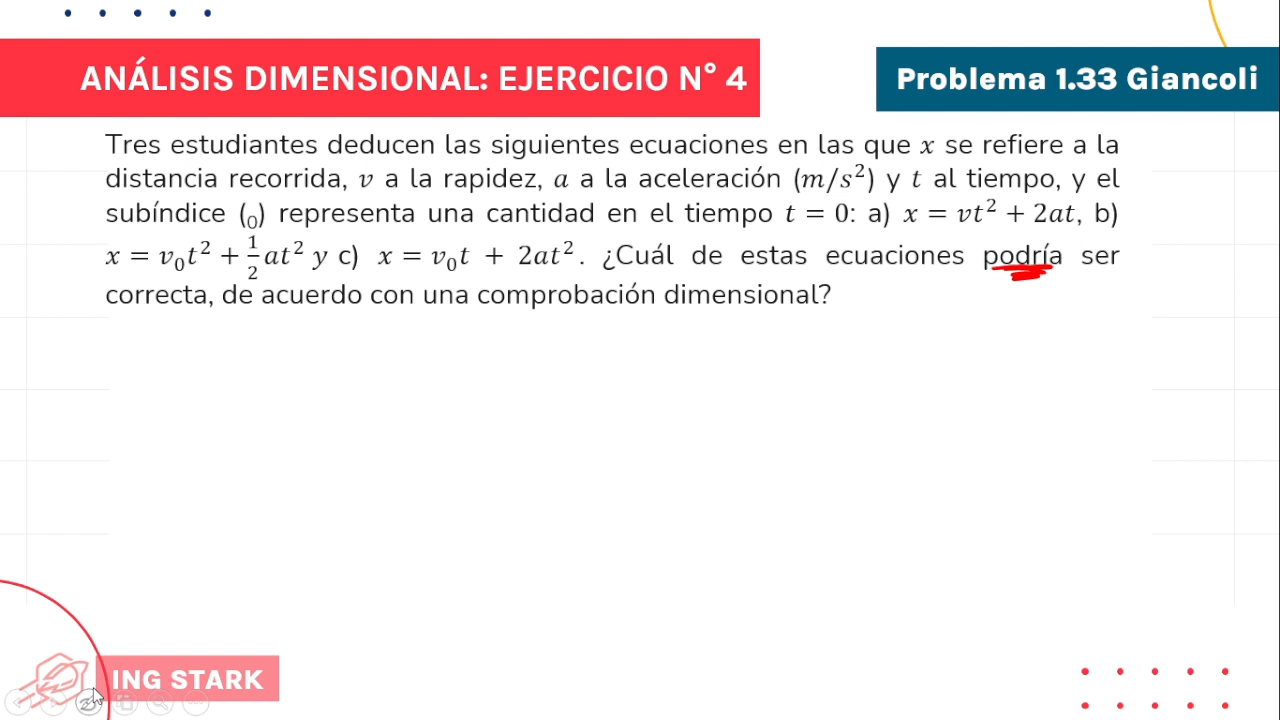 ANÁLISIS DIMENSIONAL: EJERCICIO N° 4
Problema 1.33 Giancoli
Tres estudiantes deducen las siguientes ecuaciones en las que x se refiere a la
distancia recorrida, v a la rapidez, a a la aceleración (m/s²) y t al tiempo, y el
subíndice (₀) representa una cantidad en el tiempo t = 0: a) x = vt² + 2at, b)
x = v₀t² + ½at² y c) x = v₀t + 2at². ¿Cuál de estas ecuaciones podría ser
correcta, de acuerdo con una comprobación dimensional?
ING STARK